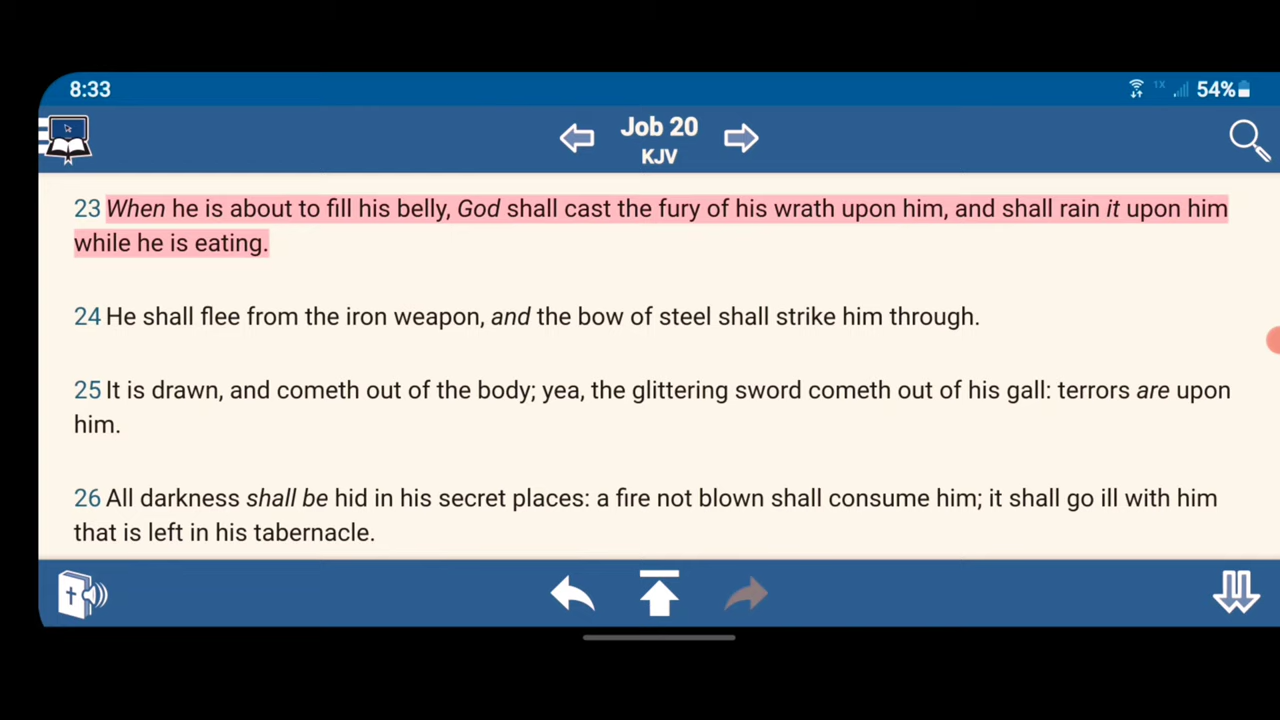 8:33
1X
54%
Job 20
KJV
23 When he is about to fill his belly, God shall cast the fury of his wrath upon him, and shall rain it upon him
while he is eating.
24 He shall flee from the iron weapon, and the bow of steel shall strike him through.
25 It is drawn, and cometh out of the body; yea, the glittering sword cometh out of his gall: terrors are upon
him.
26 All darkness shall be hid in his secret places: a fire not blown shall consume him; it shall go ill with him
that is left in his tabernacle.